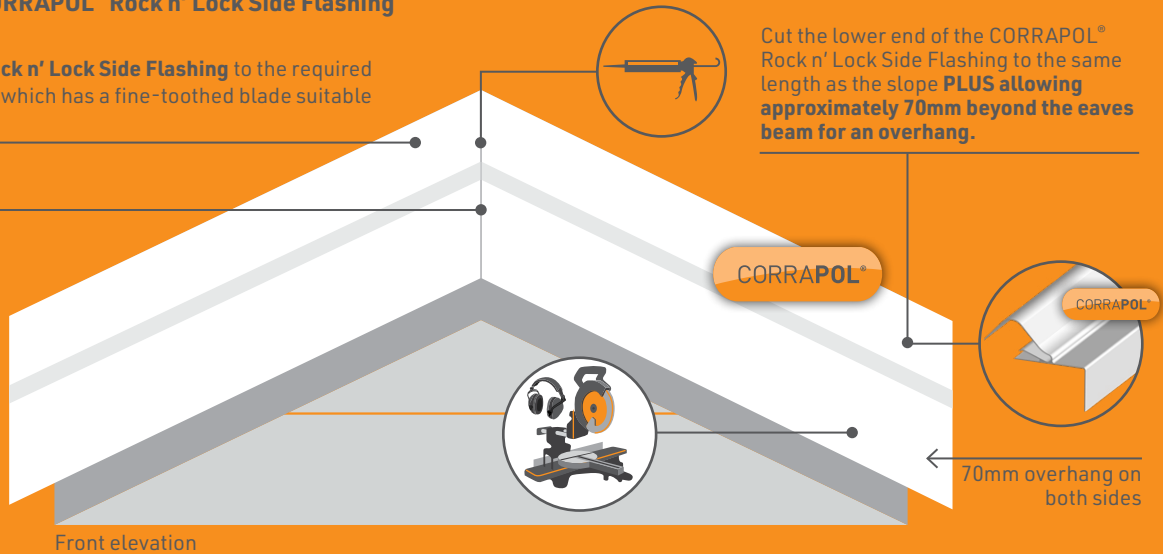 Rock n' Lock Side Flashing
n' Lock Side Flashing to the required
which has a fine-toothed blade suitable
Cut the lower end of the CORRAPOL®
Rock n' Lock Side Flashing to the same
length as the slope PLUS allowing
approximately 70mm beyond the eaves
beam for an overhang.
CORRAPOL®
CORRAPOL®
70mm overhang on
both sides
Front elevation